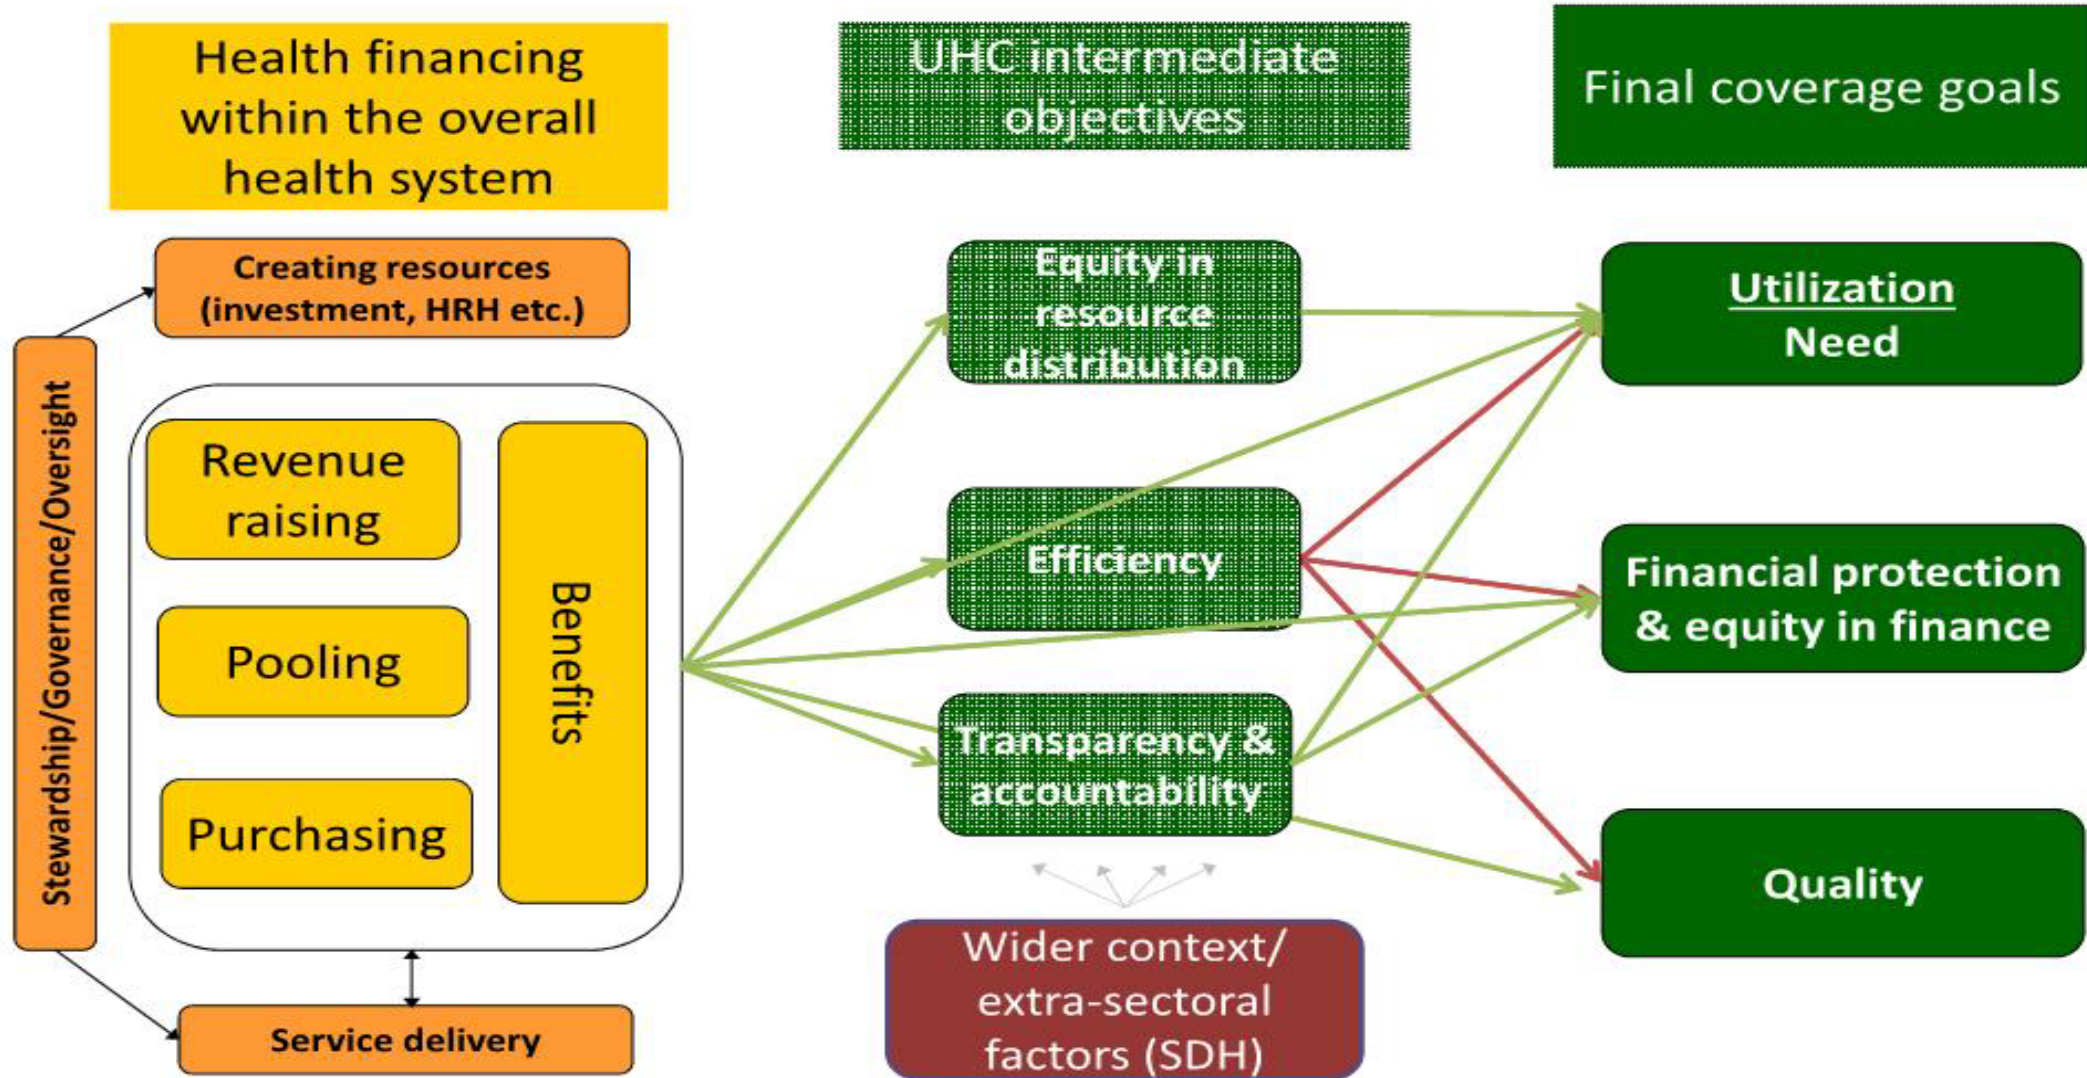 Health financing
within the overall
health system
UHC intermediate
objectives
Final coverage goals
Creating resources
(investment, HRH etc.)
Stewardship/Governance/Oversight
Revenue
raising
Pooling
Purchasing
Benefits
Service delivery
Equity in
resource
distribution
Efficiency
Transparency &
accountability
Wider context/
extra-sectoral
factors (SDH)
Utilization
Need
Financial protection
& equity in finance
Quality